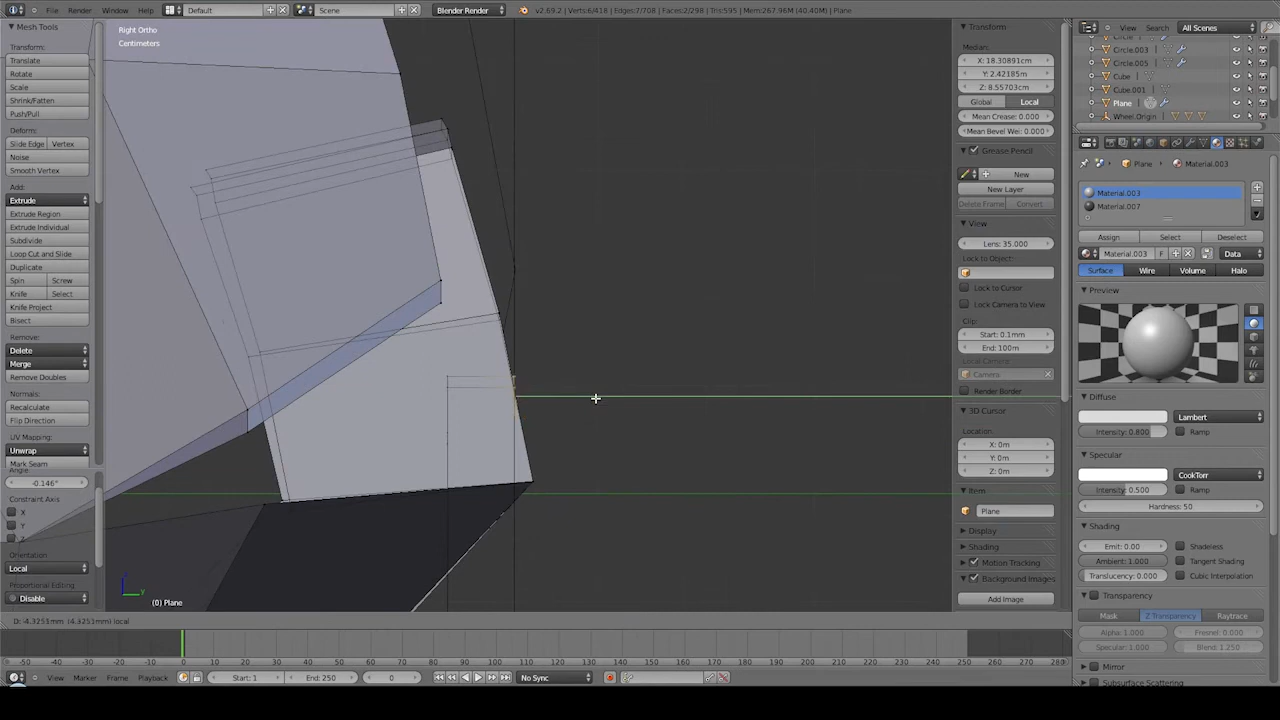 File Render Window Help
Default
Scene
Blender Render
v2.69.2 | Verts:6/418 | Edges:7/708 | Faces:2/298 | Tris:595 | Mem:267.96M (40.40M) | Plane
View Search All Scenes
Mesh Tools
Transform:
Translate
Rotate
Scale
Shrink/Fatten
Push/Pull
Deform:
Slide Edge Vertex
Noise
Smooth Vertex
Add:
Extrude
Extrude Region
Extrude Individual
Subdivide
Loop Cut and Slide
Duplicate
Spin Screw
Knife Select
Knife Project
Bisect
Remove:
Delete
Merge
Remove Doubles
Normals:
Recalculate
Flip Direction
UV Mapping:
Unwrap
Mark Seam
Angle
-0.146°
Constraint Axis
X
Y
Z
Orientation
Local
Proportional Editing
Disable
Right Ortho
Centimeters
(0) Plane
D: -4.3251mm (4.3251mm) local
Transform
Median:
X: 18.30891cm
Y: 2.42185m
Z: 8.55703cm
Global Local
Mean Crease: 0.000
Mean Bevel Wei: 0.000
Grease Pencil
New
New Layer
Delete Frame Convert
View
Lens: 35.000
Lock to Object:
Lock to Cursor
Lock Camera to View
Clip:
Start: 0.1mm
End: 100m
Local Camera:
Camera
Render Border
3D Cursor
Location:
X: 0m
Y: 0m
Z: 0m
Item
Plane
Display
Shading
Motion Tracking
Background Images
Add Image
Circle
Circle.003
Circle.005
Cube
Cube.001
Plane
Wheel.Origin
Plane Material.003
Material.003
Material.007
Assign Select Deselect
Material.003 F Data
Surface Wire Volume Halo
Preview
Diffuse
Lambert
Intensity: 0.800 Ramp
Specular
CookTorr
Intensity: 0.500 Ramp
Hardness: 50
Shading
Emit: 0.00 Shadeless
Ambient: 1.000 Tangent Shading
Translucency: 0.000 Cubic Interpolation
Transparency
Mask Z Transparency Raytrace
Alpha: 1.000 Fresnel: 0.000
Specular: 1.000 Blend: 1.250
Mirror
Subsurface Scattering
-50 -40 -30 -20 -10 0 10 20 30 40 50 60 70 80 90 100 110 120 130 140 150 160 170 180 190 200 210 220 230 240 250 260 270 280
View Marker Frame Playback
Start: 1
End: 250
0
No Sync